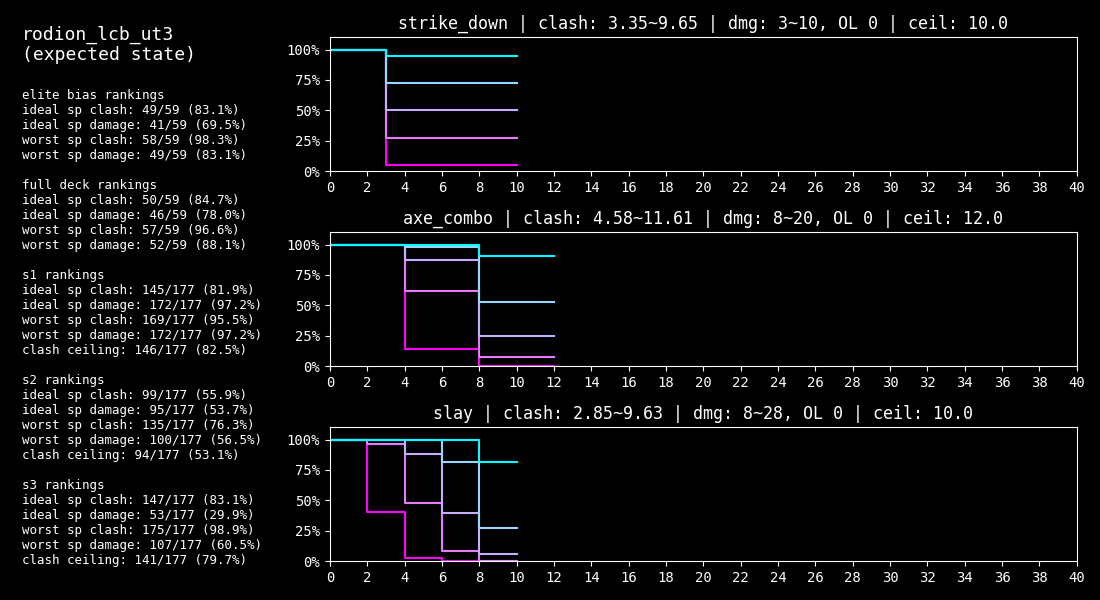 rodion_lcb_ut3
(expected state)
elite bias rankings
ideal sp clash: 49/59 (83.1%)
ideal sp damage: 41/59 (69.5%)
worst sp clash: 58/59 (98.3%)
worst sp damage: 49/59 (83.1%)
full deck rankings
ideal sp clash: 50/59 (84.7%)
ideal sp damage: 46/59 (78.0%)
worst sp clash: 57/59 (96.6%)
worst sp damage: 52/59 (88.1%)
s1 rankings
ideal sp clash: 145/177 (81.9%)
ideal sp damage: 172/177 (97.2%)
worst sp clash: 169/177 (95.5%)
worst sp damage: 172/177 (97.2%)
clash ceiling: 146/177 (82.5%)
s2 rankings
ideal sp clash: 99/177 (55.9%)
ideal sp damage: 95/177 (53.7%)
worst sp clash: 135/177 (76.3%)
worst sp damage: 100/177 (56.5%)
clash ceiling: 94/177 (53.1%)
s3 rankings
ideal sp clash: 147/177 (83.1%)
ideal sp damage: 53/177 (29.9%)
worst sp clash: 175/177 (98.9%)
worst sp damage: 107/177 (60.5%)
clash ceiling: 141/177 (79.7%)
strike_down | clash: 3.35~9.65 | dmg: 3~10, OL 0 | ceil: 10.0
100%
75%
50%
25%
0%
0 2 4 6 8 10 12 14 16 18 20 22 24 26 28 30 32 34 36 38 40
axe_combo | clash: 4.58~11.61 | dmg: 8~20, OL 0 | ceil: 12.0
100%
75%
50%
25%
0%
0 2 4 6 8 10 12 14 16 18 20 22 24 26 28 30 32 34 36 38 40
slay | clash: 2.85~9.63 | dmg: 8~28, OL 0 | ceil: 10.0
100%
75%
50%
25%
0%
0 2 4 6 8 10 12 14 16 18 20 22 24 26 28 30 32 34 36 38 40